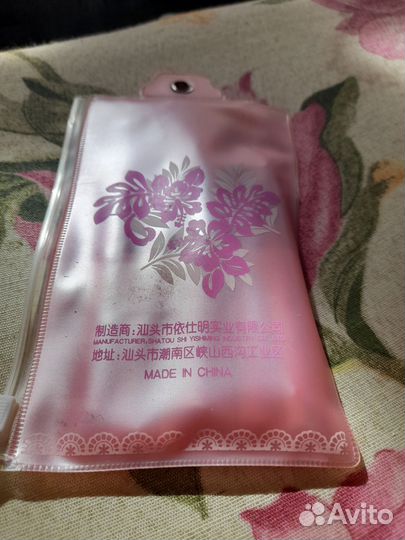 制造商:汕头市依仕明实业有限公司
MANUFACTURER:SHATOU SHI YISHIMING INDUSTRY
地址:汕头市潮南区峡山西沟工业区
MADE IN CHINA
Avito